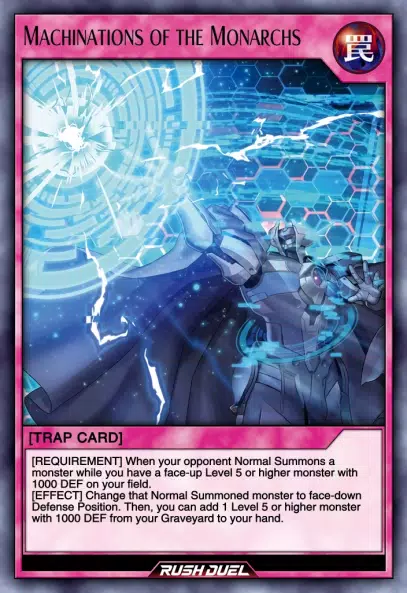 Machinations of the Monarchs
罠
[TRAP CARD]
[REQUIREMENT] When your opponent Normal Summons a
monster while you have a face-up Level 5 or higher monster with
1000 DEF on your field.
[EFFECT] Change that Normal Summoned monster to face-down
Defense Position. Then, you can add 1 Level 5 or higher monster
with 1000 DEF from your Graveyard to your hand.
RUSH DUEL